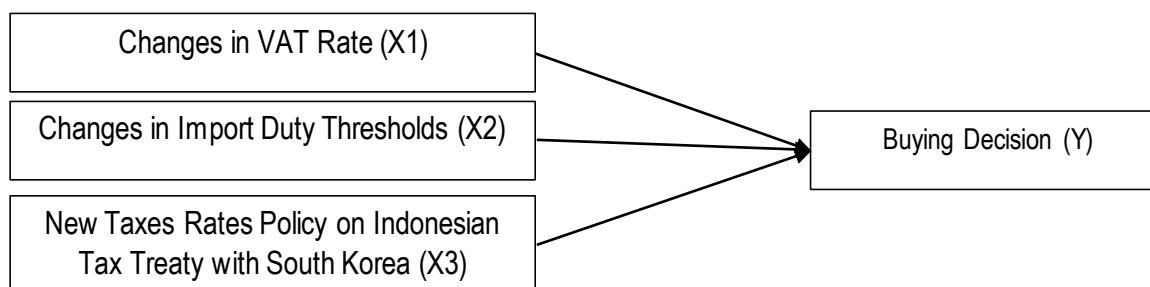 Changes in VAT Rate (X1)
Changes in Import Duty Thresholds (X2)
Buying Decision (Y)
New Taxes Rates Policy on Indonesian
Tax Treaty with South Korea (X3)